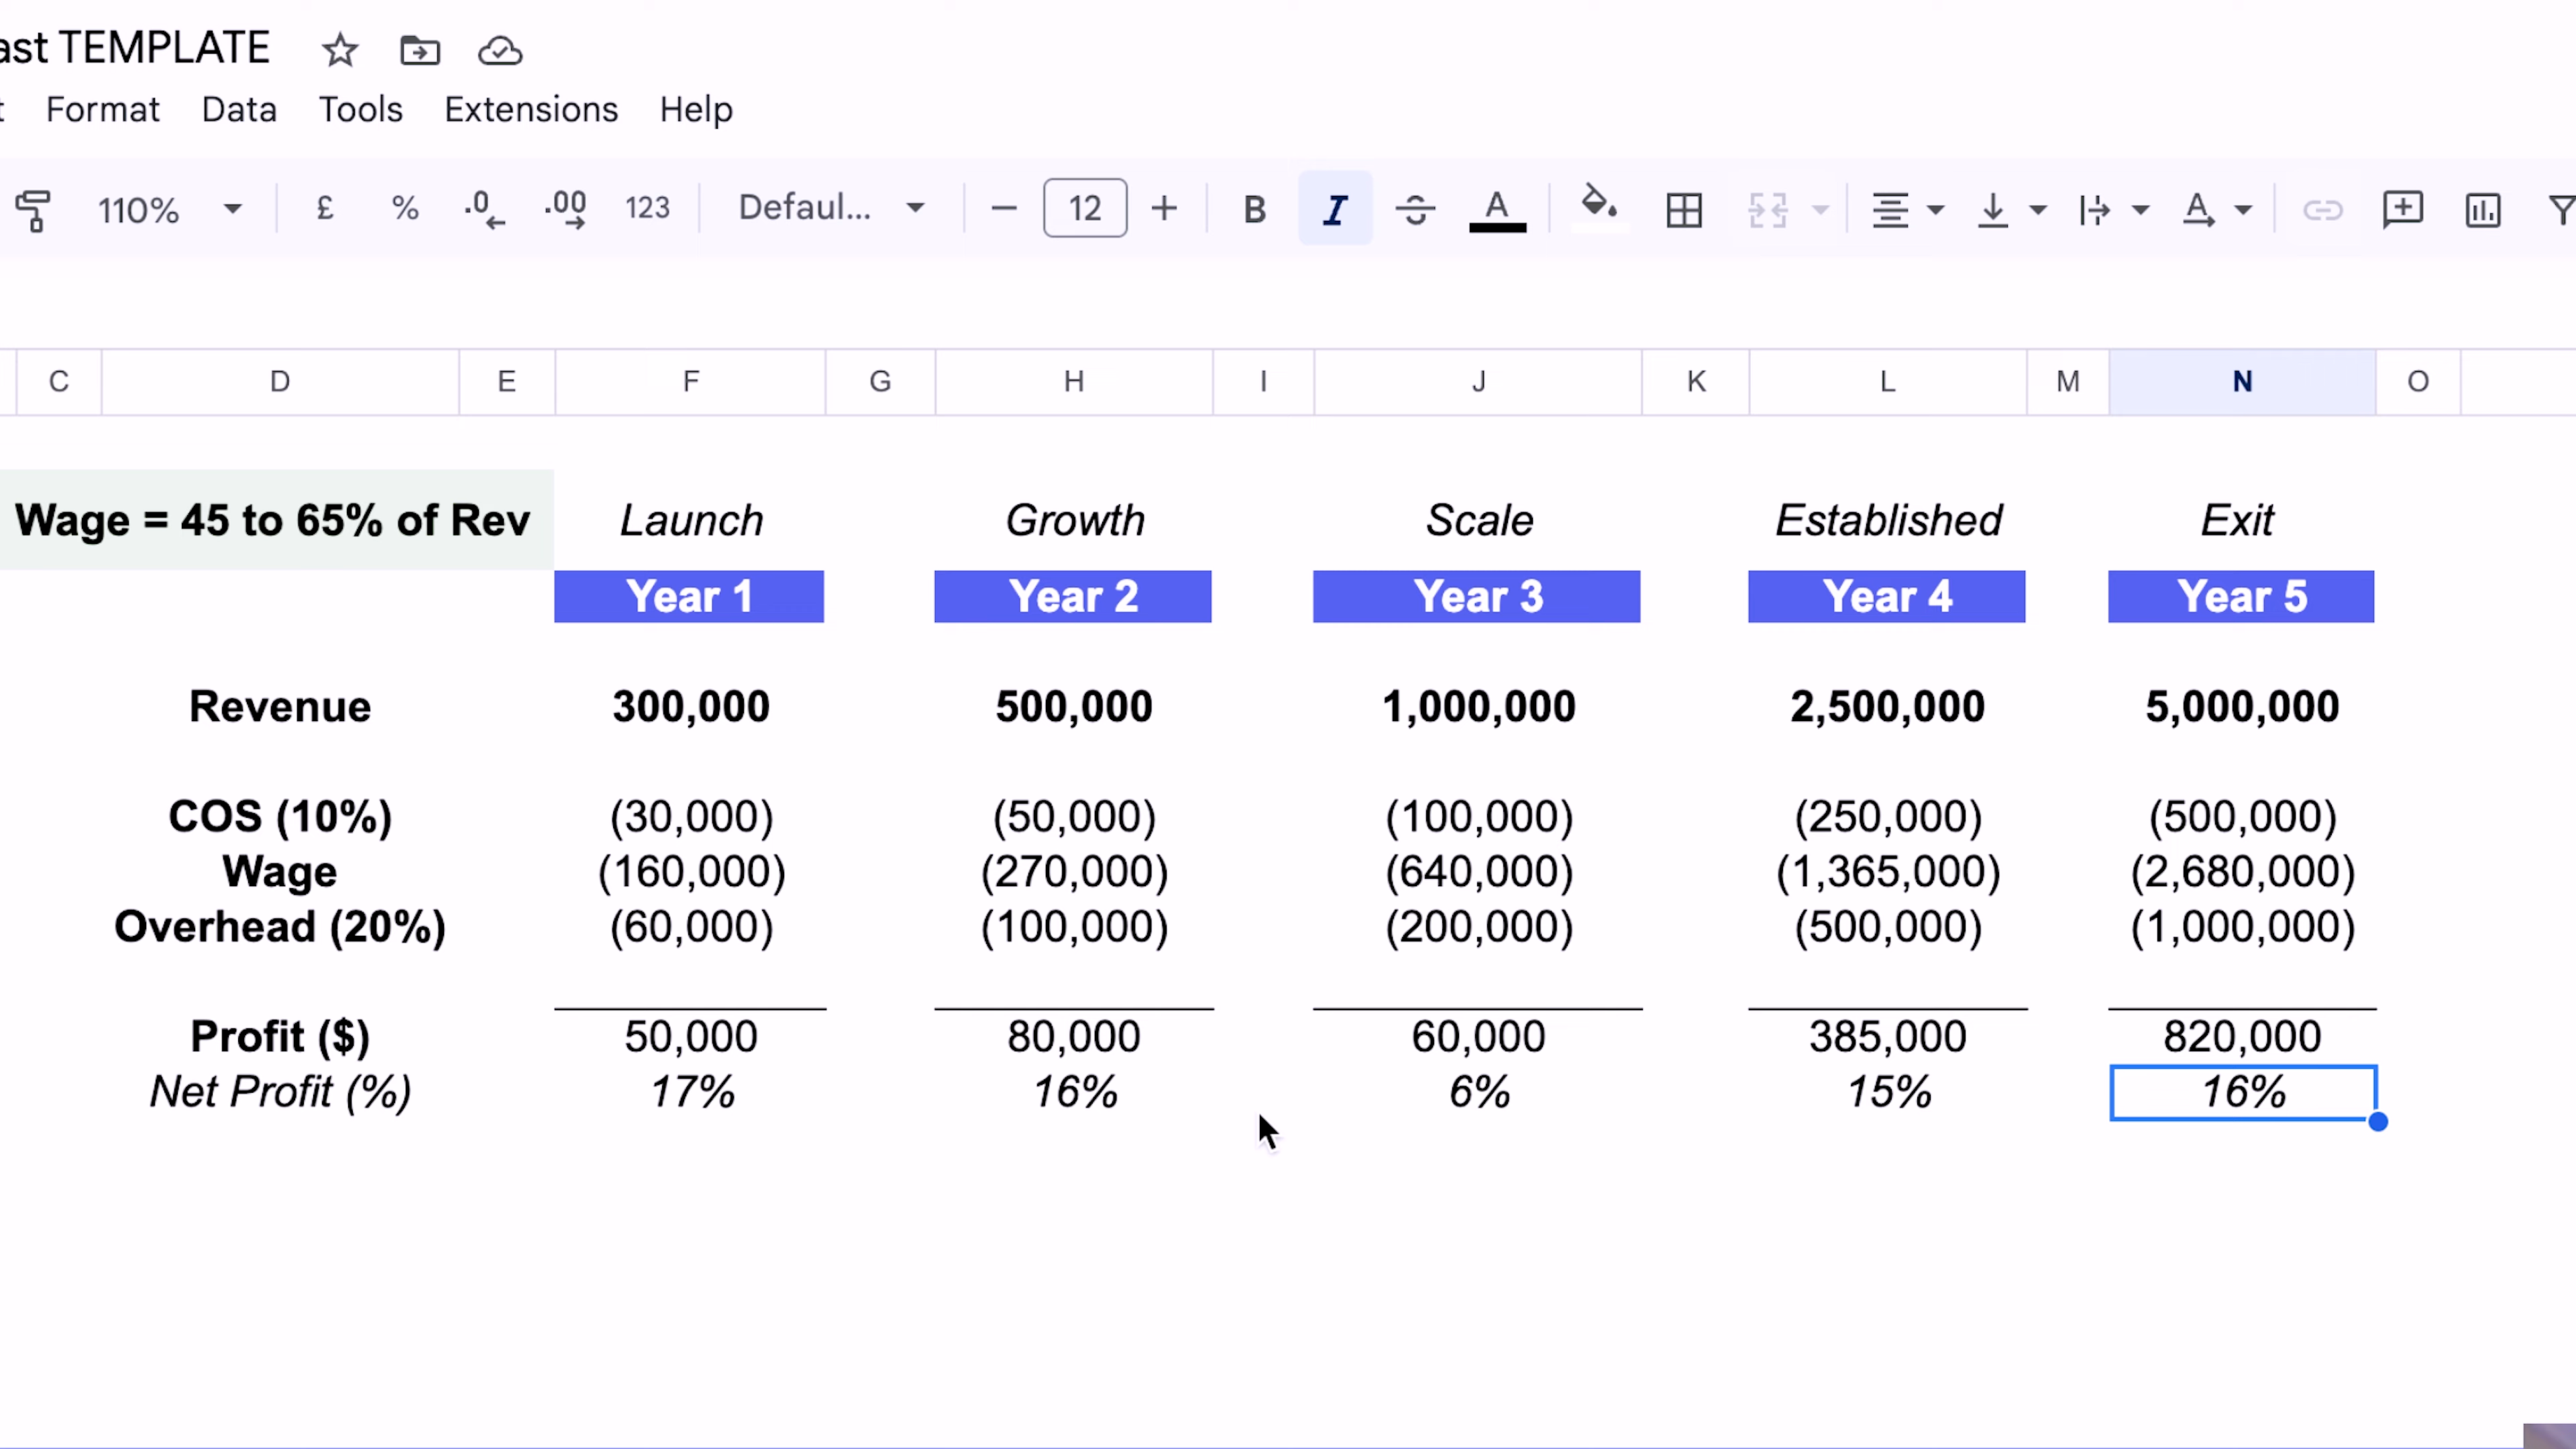 ast TEMPLATE
Format Data Tools Extensions Help
110% £ % .0 .00 123 Defaul... 12 B I A A
C D E F G H I J K L M N O
Wage = 45 to 65% of Rev Launch Growth Scale Established Exit
Year 1 Year 2 Year 3 Year 4 Year 5
Revenue 300,000 500,000 1,000,000 2,500,000 5,000,000
COS (10%) (30,000) (50,000) (100,000) (250,000) (500,000)
Wage (160,000) (270,000) (640,000) (1,365,000) (2,680,000)
Overhead (20%) (60,000) (100,000) (200,000) (500,000) (1,000,000)
Profit ($) 50,000 80,000 60,000 385,000 820,000
Net Profit (%) 17% 16% 6% 15% 16%